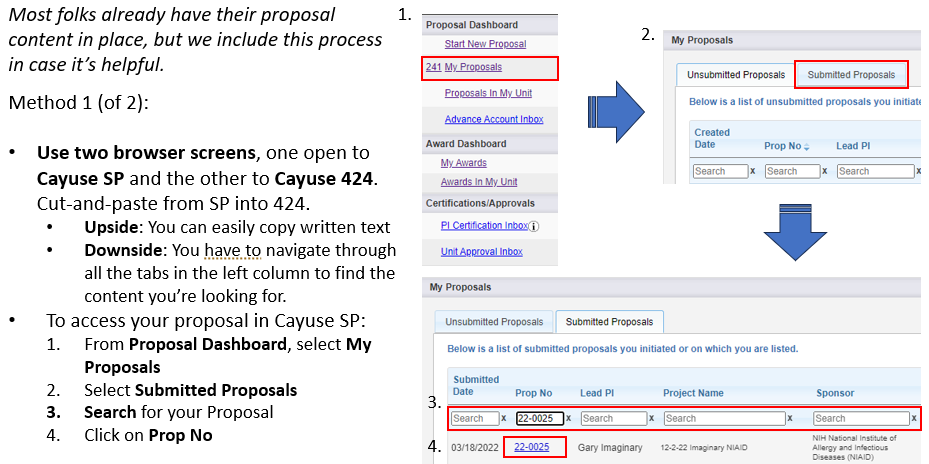 Most folks already have their proposal
content in place, but we include this process
in case it's helpful.
Method 1 (of 2):
• Use two browser screens, one open to
Cayuse SP and the other to Cayuse 424.
Cut-and-paste from SP into 424.
• Upside: You can easily copy written text
• Downside: You have to navigate through
all the tabs in the left column to find the
content you're looking for.
• To access your proposal in Cayuse SP:
1. From Proposal Dashboard, select My
Proposals
2. Select Submitted Proposals
3. Search for your Proposal
4. Click on Prop No
1.
Proposal Dashboard
Start New Proposal
241 My Proposals
Proposals In My Unit
Advance Account Inbox
Award Dashboard
My Awards
Awards In My Unit
Certifications/Approvals
PI Certification Inbox i
Unit Approval Inbox
2.
My Proposals
Unsubmitted Proposals Submitted Proposals
Below is a list of unsubmitted proposals you initiate
Created
Date Prop No Lead PI
Search x Search x Search x
My Proposals
Unsubmitted Proposals Submitted Proposals
Below is a list of submitted proposals you initiated or on which you are listed.
Submitted
Date Prop No Lead PI Project Name Sponsor
3. Search x 22-0025 x Search x Search x Search x
4. 03/18/2022 22-0025 Gary Imaginary 12-2-22 Imaginary NIAID NIH National Institute of
Allergy and Infectious
Diseases (NIAID)